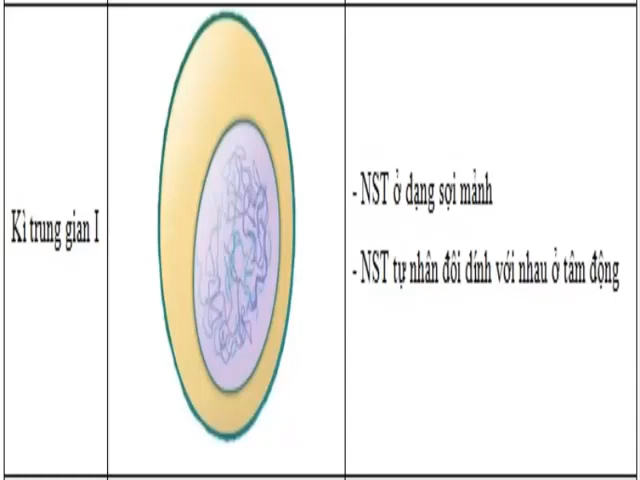 Kì trung gian I
- NST ở dạng sợi mảnh
- NST tự nhân đôi dính với nhau ở tâm động